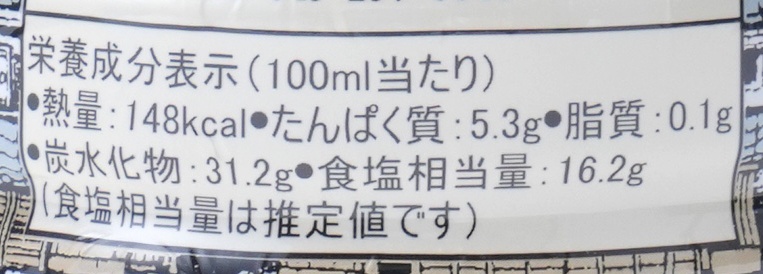 栄養成分表示(100ml当たり)
●熱量:148kcal●たんぱく質:5.3g●脂質:0.1g
●炭水化物:31.2g●食塩相当量:16.2g
(食塩相当量は推定値です)